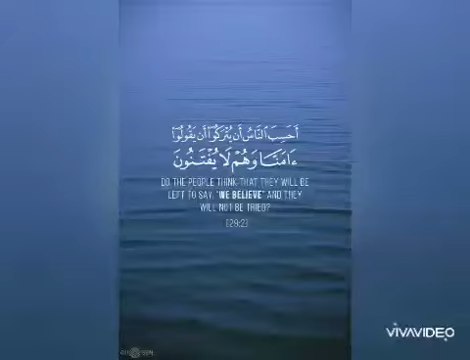 أَحَسِبَ ٱلنَّاسُ أَن يُتۡرَكُوٓاْ أَن يَقُولُوٓاْ
ءَامَنَّا وَهُمۡ لَا يُفۡتَنُونَ
DO THE PEOPLE THINK THAT THEY WILL BE
LEFT TO SAY, "WE BELIEVE" AND THEY
WILL NOT BE TRIED?
[29:2]
VIVAVIDEO